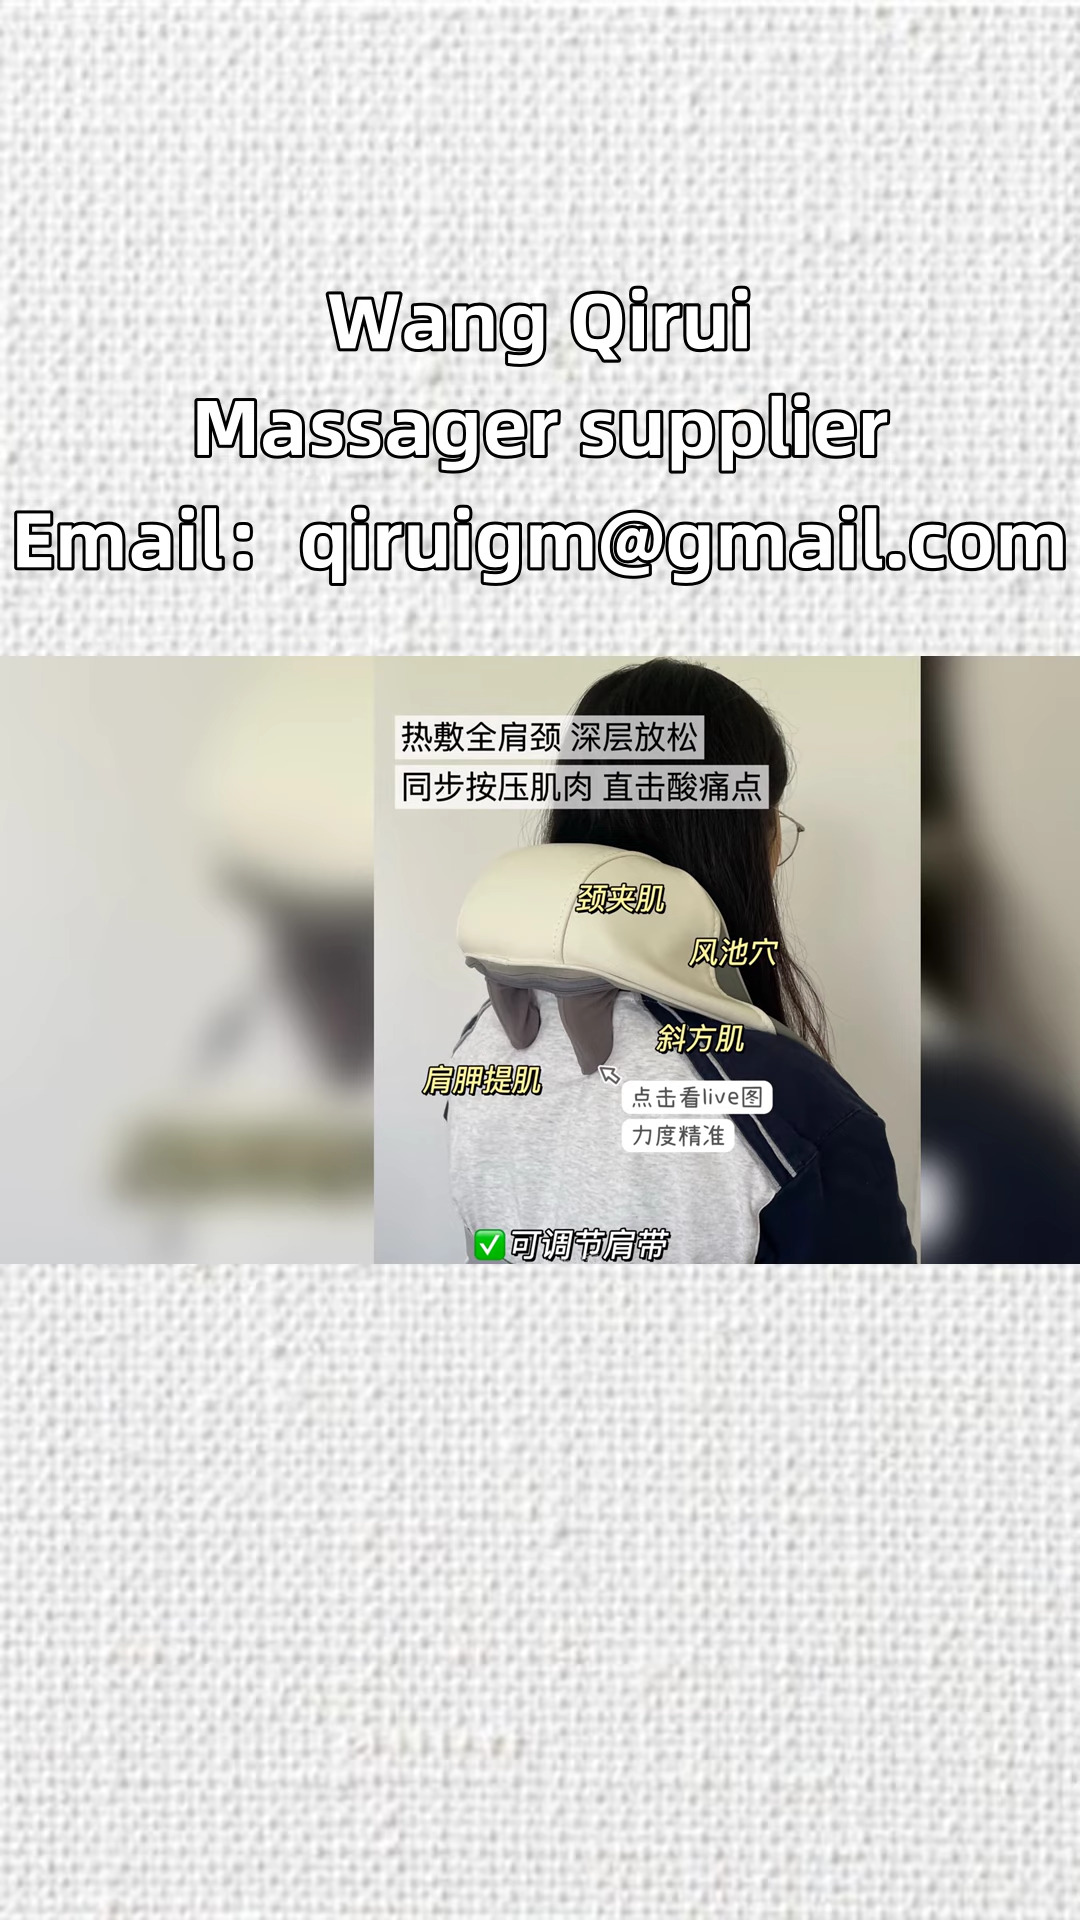 Wang Qirui
Massager supplier
Email：qiruigm@gmail.com
热敷全肩颈 深层放松
同步按压肌肉 直击酸痛点
颈夹肌
风池穴
斜方肌
肩胛提肌
点击看live图
力度精准
✅可调节肩带